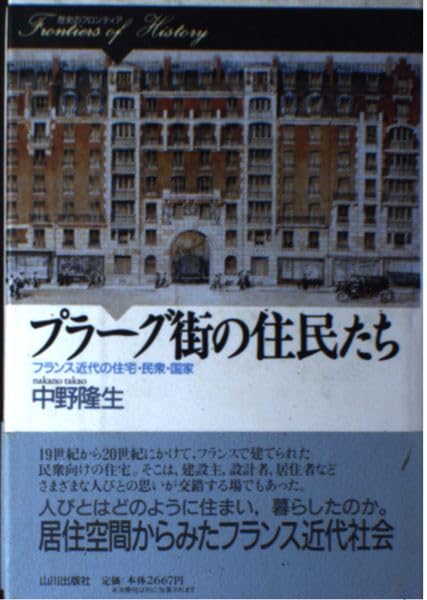 歴史のフロンティア
Frontiers of History
プラーグ街の住民たち
フランス近代の住宅・民衆・国家
nakano takao
中野隆生
19世紀から20世紀にかけて、フランスで建てられた
民衆向けの住宅。そこは、建設主、設計者、居住者など
さまざまな人びとの思いが交錯する場でもあった。
人びとはどのように住まい，暮らしたのか。
居住空間からみたフランス近代社会
山川出版社 定価：本体2667円